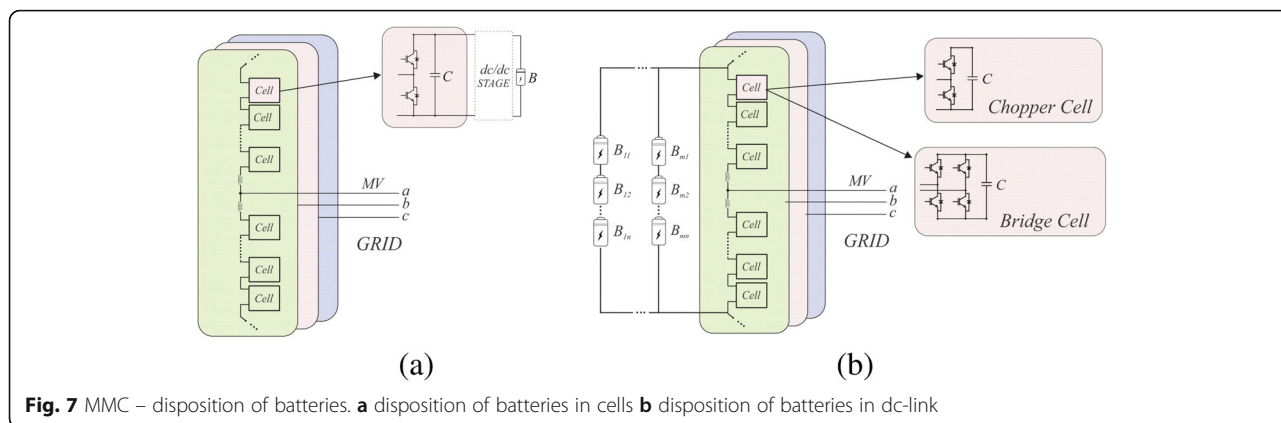 Cell
Cell
Cell
Cell
Cell
Cell
C
dc/dc
STAGE
B
MV
a
b
c
GRID
(a)
B11
B12
B1n
Bm1
Bm2
Bmn
Cell
Cell
Cell
Cell
Cell
Cell
MV
a
b
c
GRID
C
Chopper Cell
C
Bridge Cell
(b)
Fig. 7 MMC – disposition of batteries. a disposition of batteries in cells b disposition of batteries in dc-link